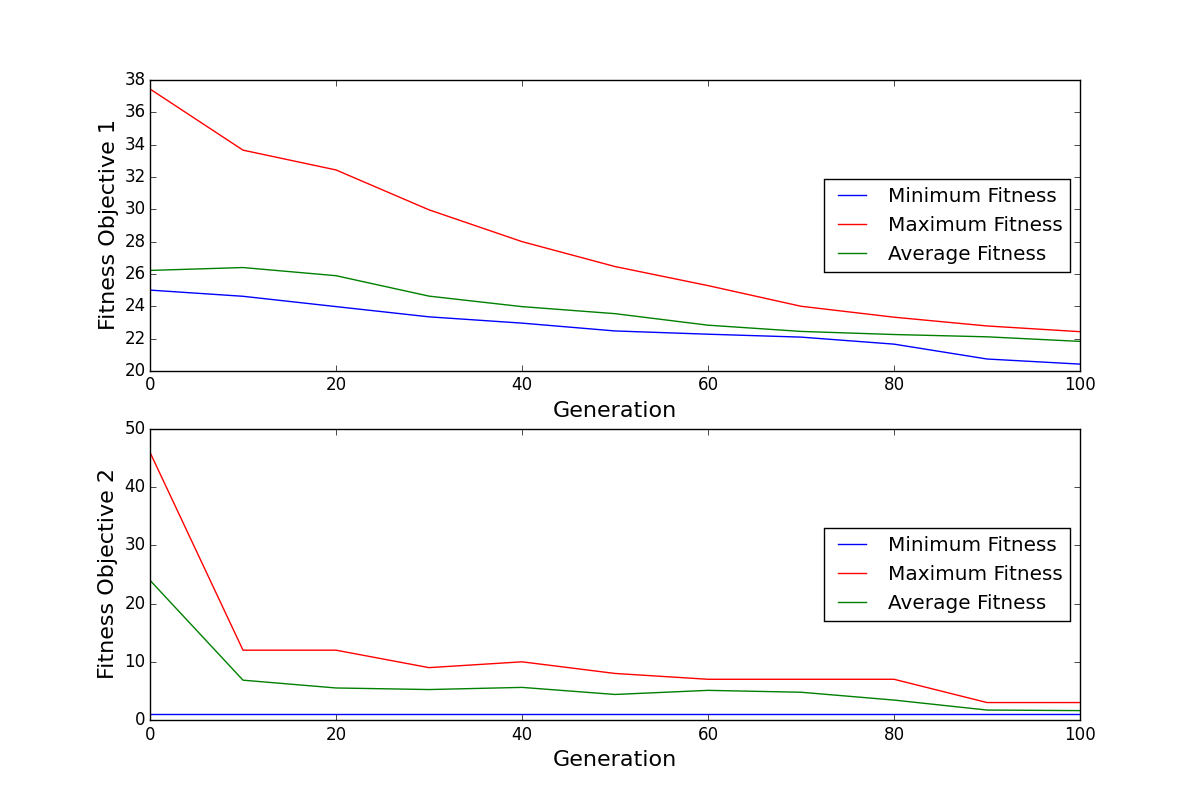 38
36
34
32
30
28
26
24
22
20
Fitness Objective 1
Minimum Fitness
Maximum Fitness
Average Fitness
0 20 40 60 80 100
Generation
50
40
30
20
10
0
Fitness Objective 2
Minimum Fitness
Maximum Fitness
Average Fitness
0 20 40 60 80 100
Generation